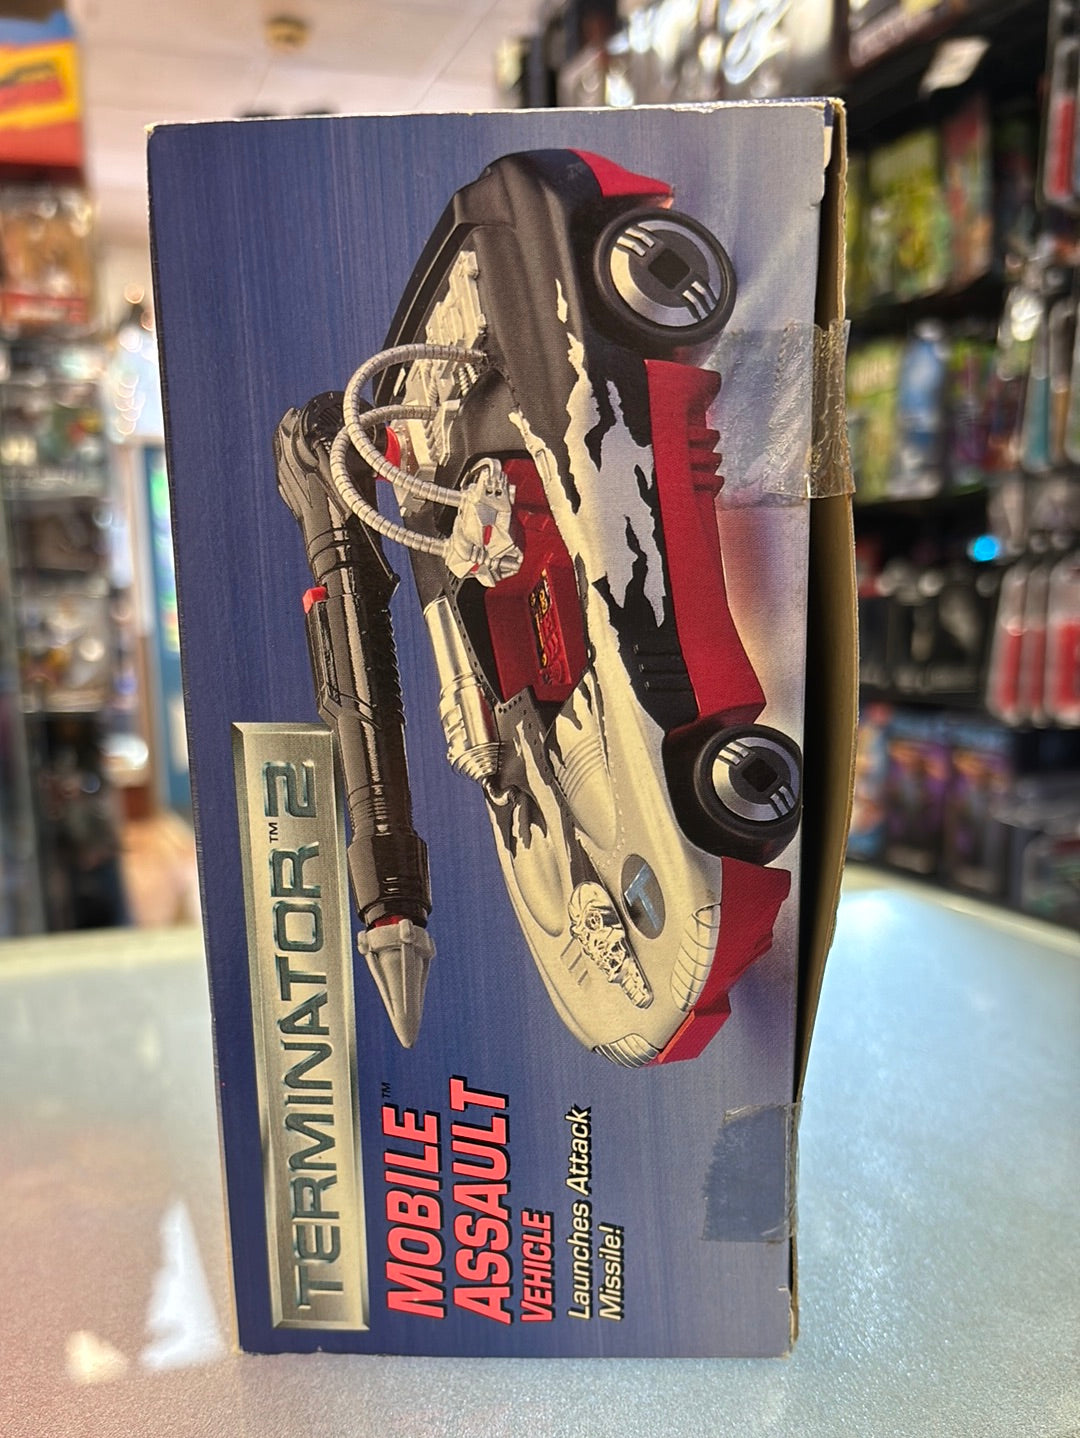 TERMINATOR™ 2
MOBILE™
ASSAULT
VEHICLE
Launches Attack
Missile!
T